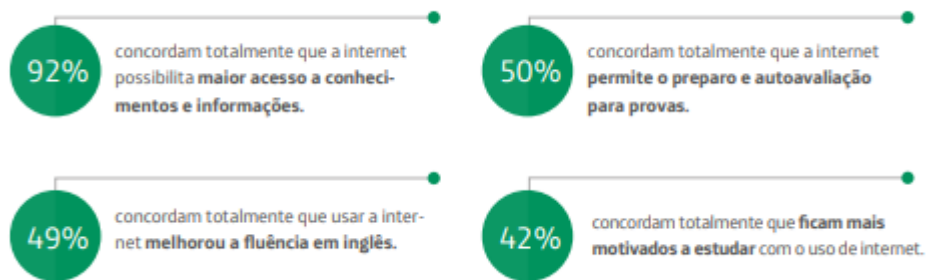 92%
concordam totalmente que a internet
possibilita maior acesso a conheci-
mentos e informações.
50%
concordam totalmente que a internet
permite o preparo e autoavaliação
para provas.
49%
concordam totalmente que usar a inter-
net melhorou a fluência em inglês.
42%
concordam totalmente que ficam mais
motivados a estudar com o uso de internet.